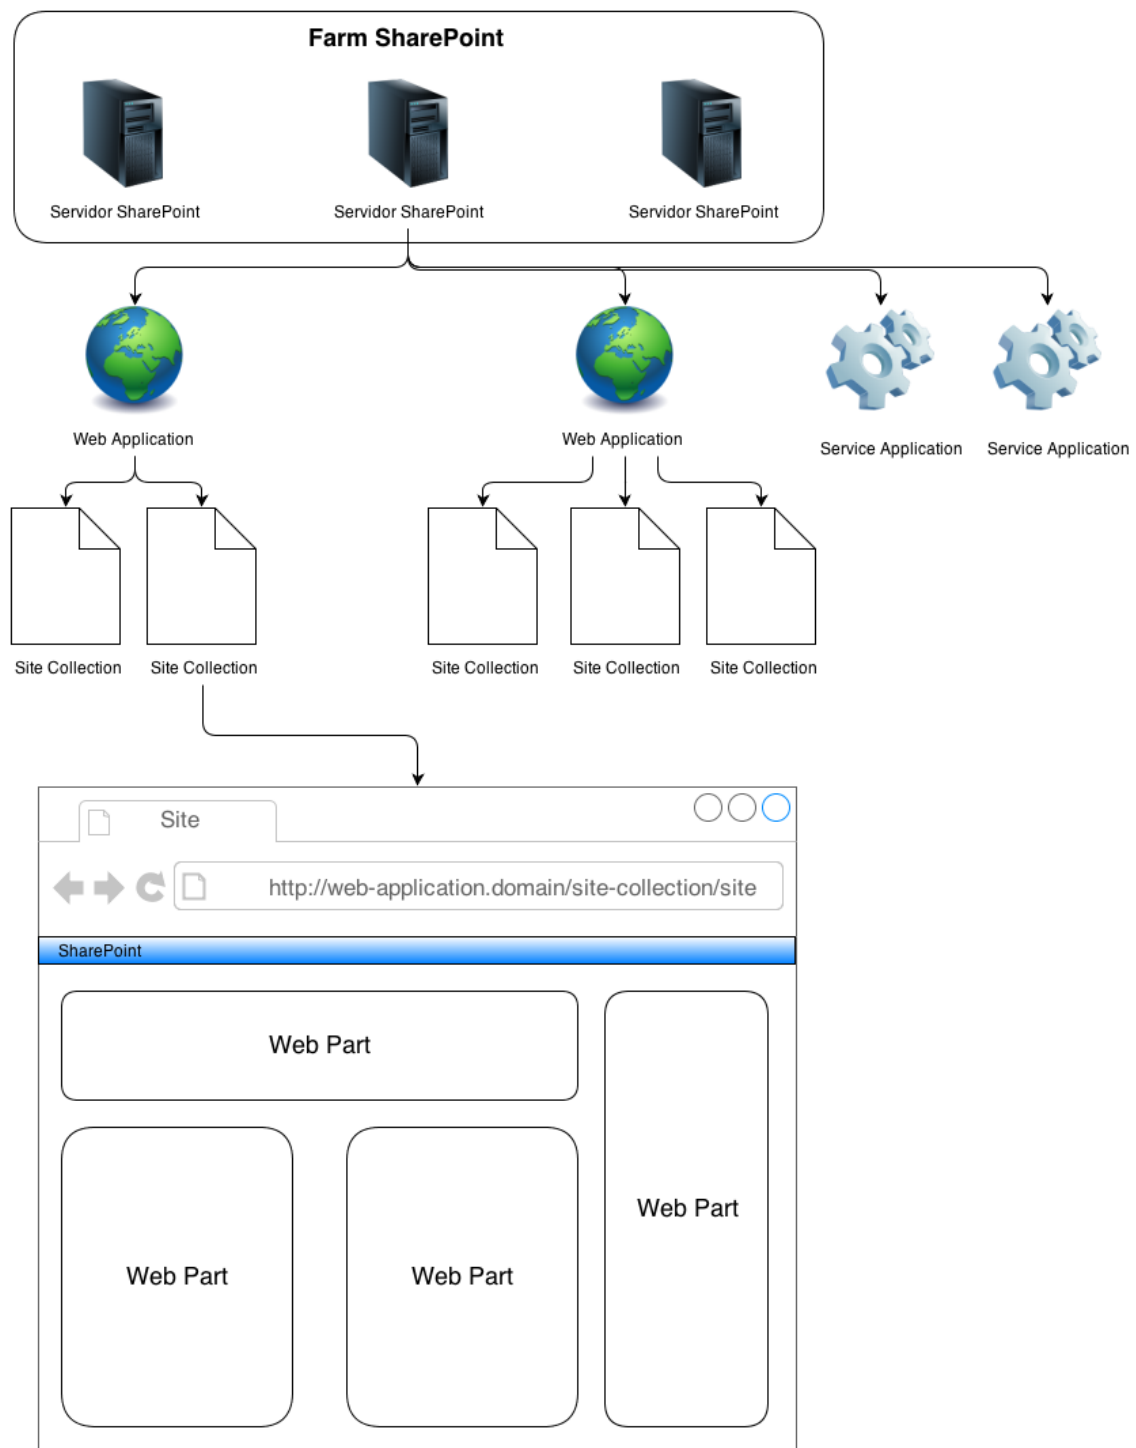 Farm SharePoint
Servidor SharePoint
Servidor SharePoint
Servidor SharePoint
Web Application
Web Application
Service Application
Service Application
Site Collection
Site Collection
Site Collection
Site Collection
Site Collection
Site
http://web-application.domain/site-collection/site
SharePoint
Web Part
Web Part
Web Part
Web Part